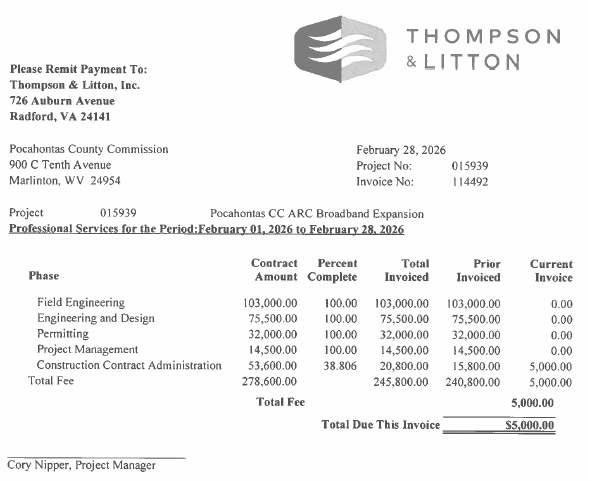 THOMPSON
& LITTON
Please Remit Payment To:
Thompson & Litton, Inc.
726 Auburn Avenue
Radford, VA 24141
Pocahontas County Commission
900 C Tenth Avenue
Marlinton, WV 24954
February 28, 2026
Project No: 015939
Invoice No: 114492
Project 015939 Pocahontas CC ARC Broadband Expansion
Professional Services for the Period:February 01, 2026 to February 28, 2026
Contract Percent Total Prior Current
Phase Amount Complete Invoiced Invoiced Invoice
Field Engineering 103,000.00 100.00 103,000.00 103,000.00 0.00
Engineering and Design 75,500.00 100.00 75,500.00 75,500.00 0.00
Permitting 32,000.00 100.00 32,000.00 32,000.00 0.00
Project Management 14,500.00 100.00 14,500.00 14,500.00 0.00
Construction Contract Administration 53,600.00 38.806 20,800.00 15,800.00 5,000.00
Total Fee 278,600.00 245,800.00 240,800.00 5,000.00
Total Fee 5,000.00
Total Due This Invoice $5,000.00
Cory Nipper, Project Manager